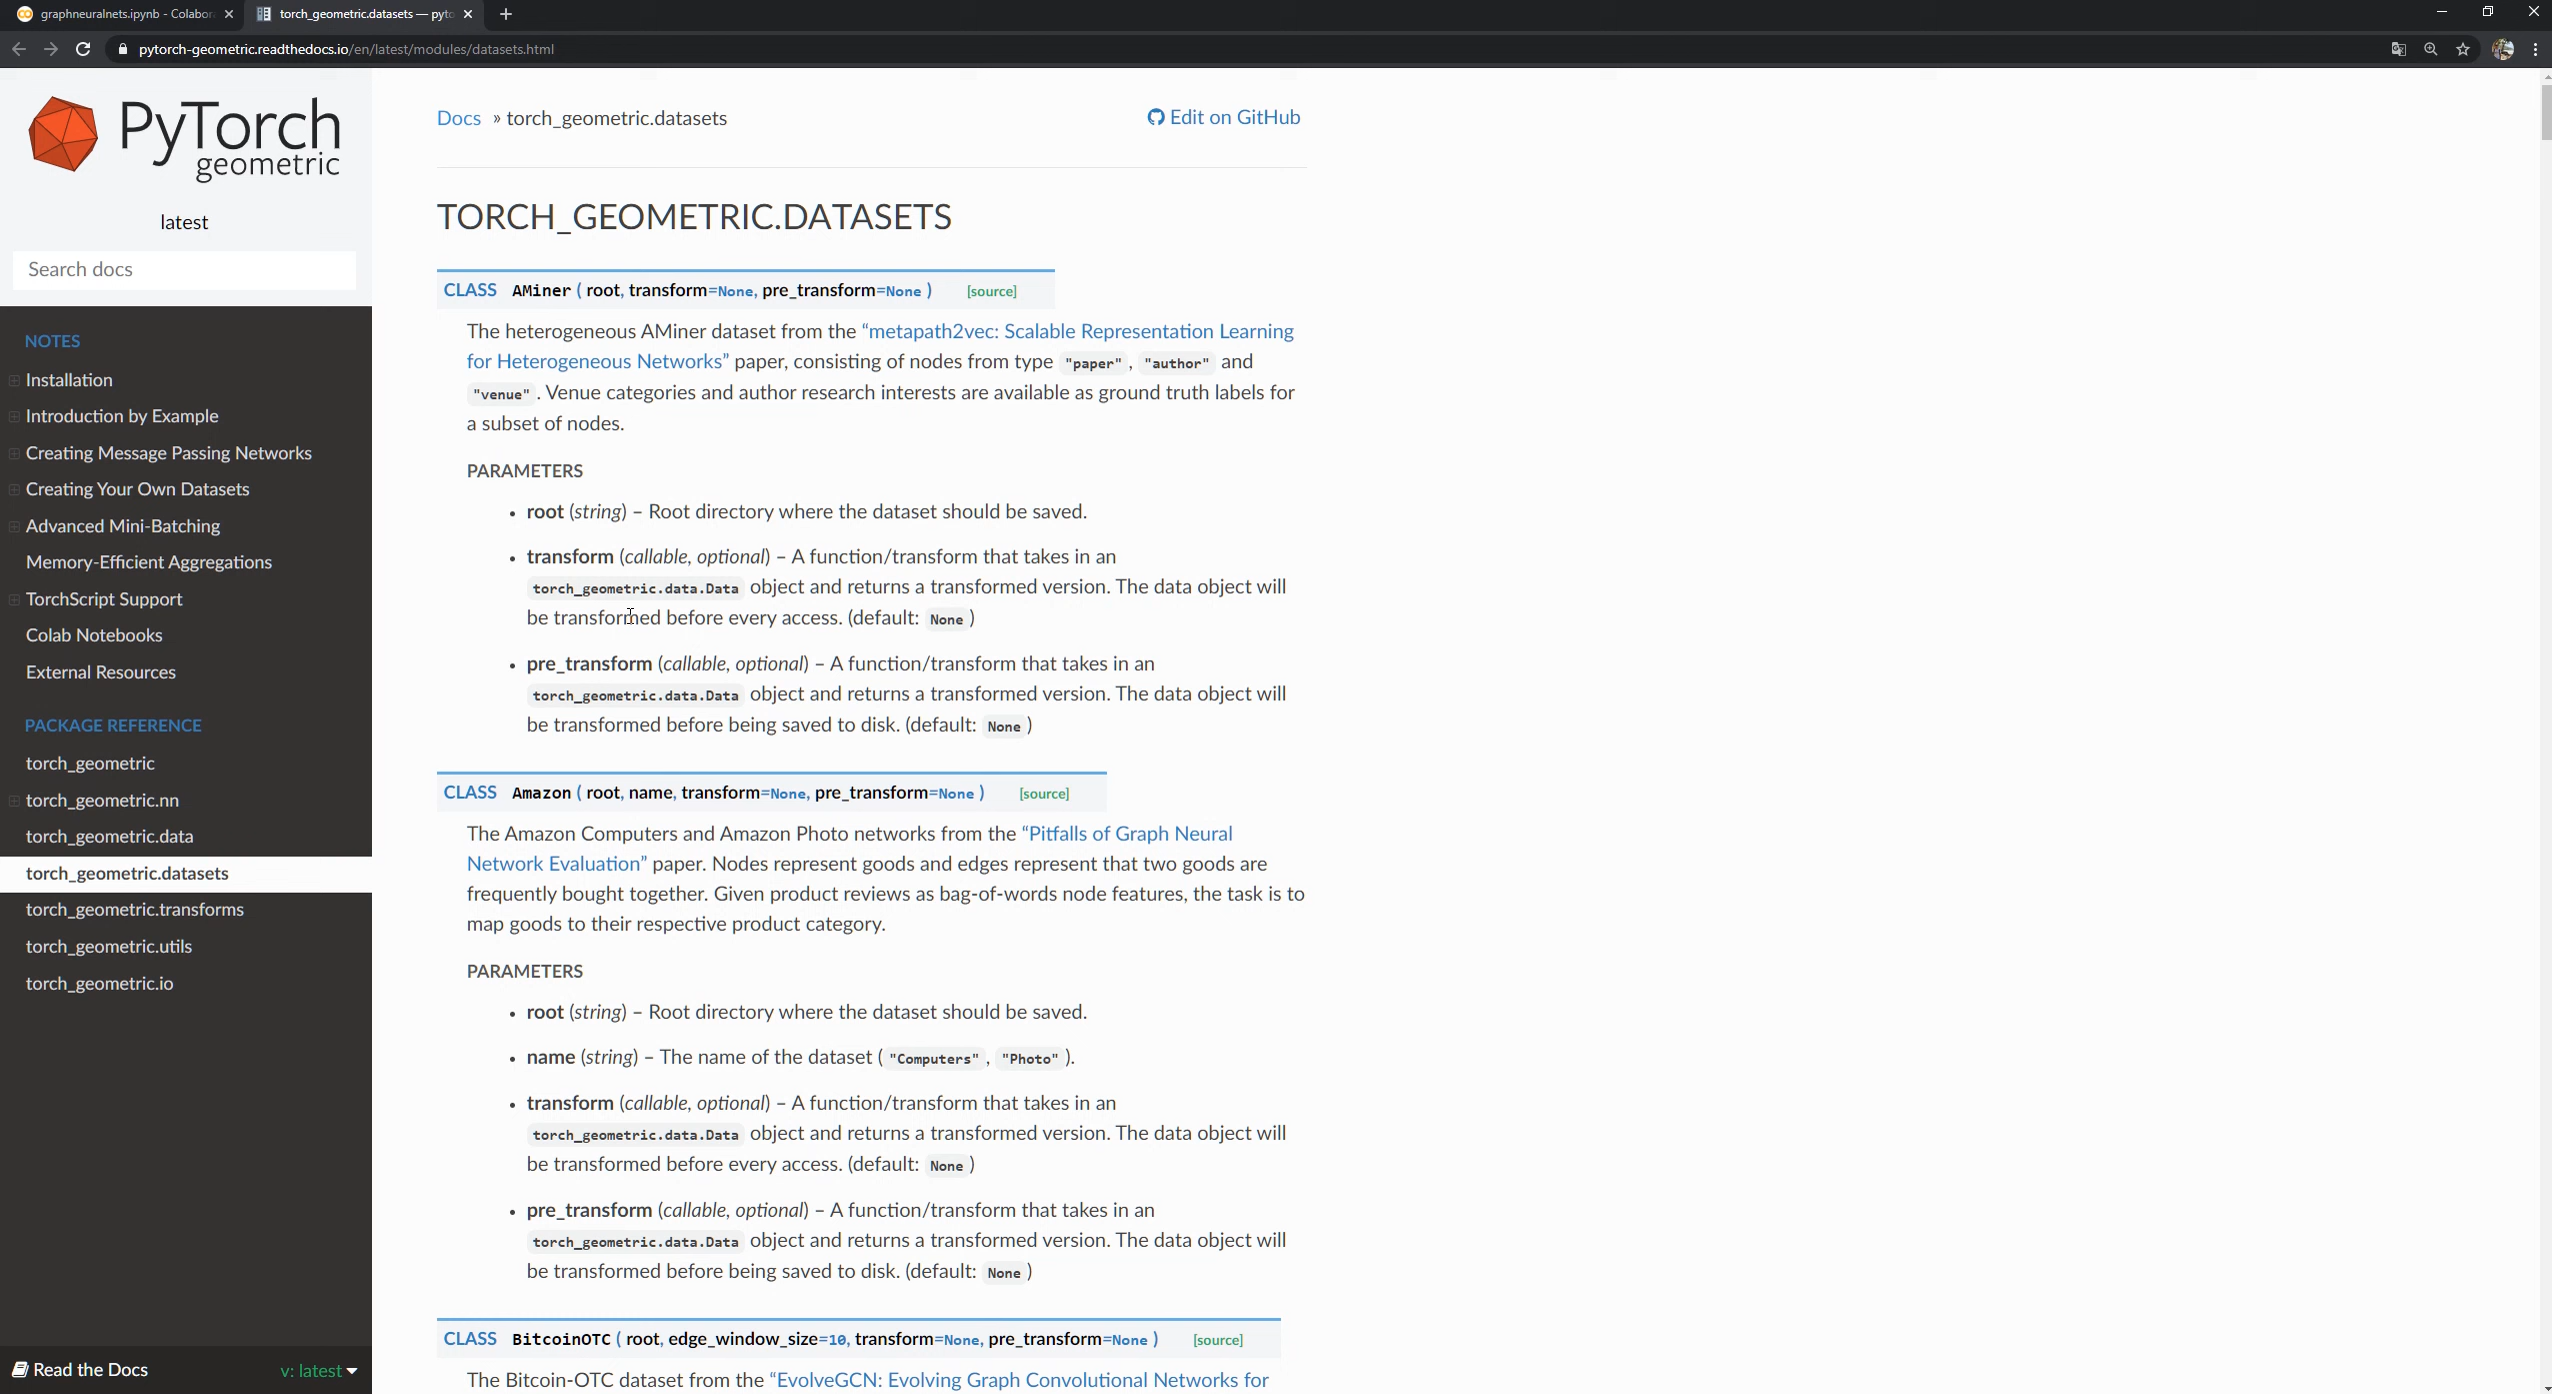 graphneuralnets.ipynb - Colabor
torch_geometric.datasets — pyto
pytorch-geometric.readthedocs.io/en/latest/modules/datasets.html
PyTorch
geometric
latest
Search docs
NOTES
Installation
Introduction by Example
Creating Message Passing Networks
Creating Your Own Datasets
Advanced Mini-Batching
Memory-Efficient Aggregations
TorchScript Support
Colab Notebooks
External Resources
PACKAGE REFERENCE
torch_geometric
torch_geometric.nn
torch_geometric.data
torch_geometric.datasets
torch_geometric.transforms
torch_geometric.utils
torch_geometric.io
Read the Docs
v: latest
Docs » torch_geometric.datasets
Edit on GitHub
TORCH_GEOMETRIC.DATASETS
CLASS AMiner ( root, transform=None, pre_transform=None ) [source]
The heterogeneous AMiner dataset from the “metapath2vec: Scalable Representation Learning
for Heterogeneous Networks” paper, consisting of nodes from type "paper" , "author" and
"venue" . Venue categories and author research interests are available as ground truth labels for
a subset of nodes.
PARAMETERS
• root (string) – Root directory where the dataset should be saved.
• transform (callable, optional) – A function/transform that takes in an
torch_geometric.data.Data object and returns a transformed version. The data object will
be transformed before every access. (default: None )
• pre_transform (callable, optional) – A function/transform that takes in an
torch_geometric.data.Data object and returns a transformed version. The data object will
be transformed before being saved to disk. (default: None )
CLASS Amazon ( root, name, transform=None, pre_transform=None ) [source]
The Amazon Computers and Amazon Photo networks from the “Pitfalls of Graph Neural
Network Evaluation” paper. Nodes represent goods and edges represent that two goods are
frequently bought together. Given product reviews as bag-of-words node features, the task is to
map goods to their respective product category.
PARAMETERS
• root (string) – Root directory where the dataset should be saved.
• name (string) – The name of the dataset ( "Computers" , "Photo" ).
• transform (callable, optional) – A function/transform that takes in an
torch_geometric.data.Data object and returns a transformed version. The data object will
be transformed before every access. (default: None )
• pre_transform (callable, optional) – A function/transform that takes in an
torch_geometric.data.Data object and returns a transformed version. The data object will
be transformed before being saved to disk. (default: None )
CLASS BitcoinOTC ( root, edge_window_size=10, transform=None, pre_transform=None ) [source]
The Bitcoin-OTC dataset from the “EvolveGCN: Evolving Graph Convolutional Networks for